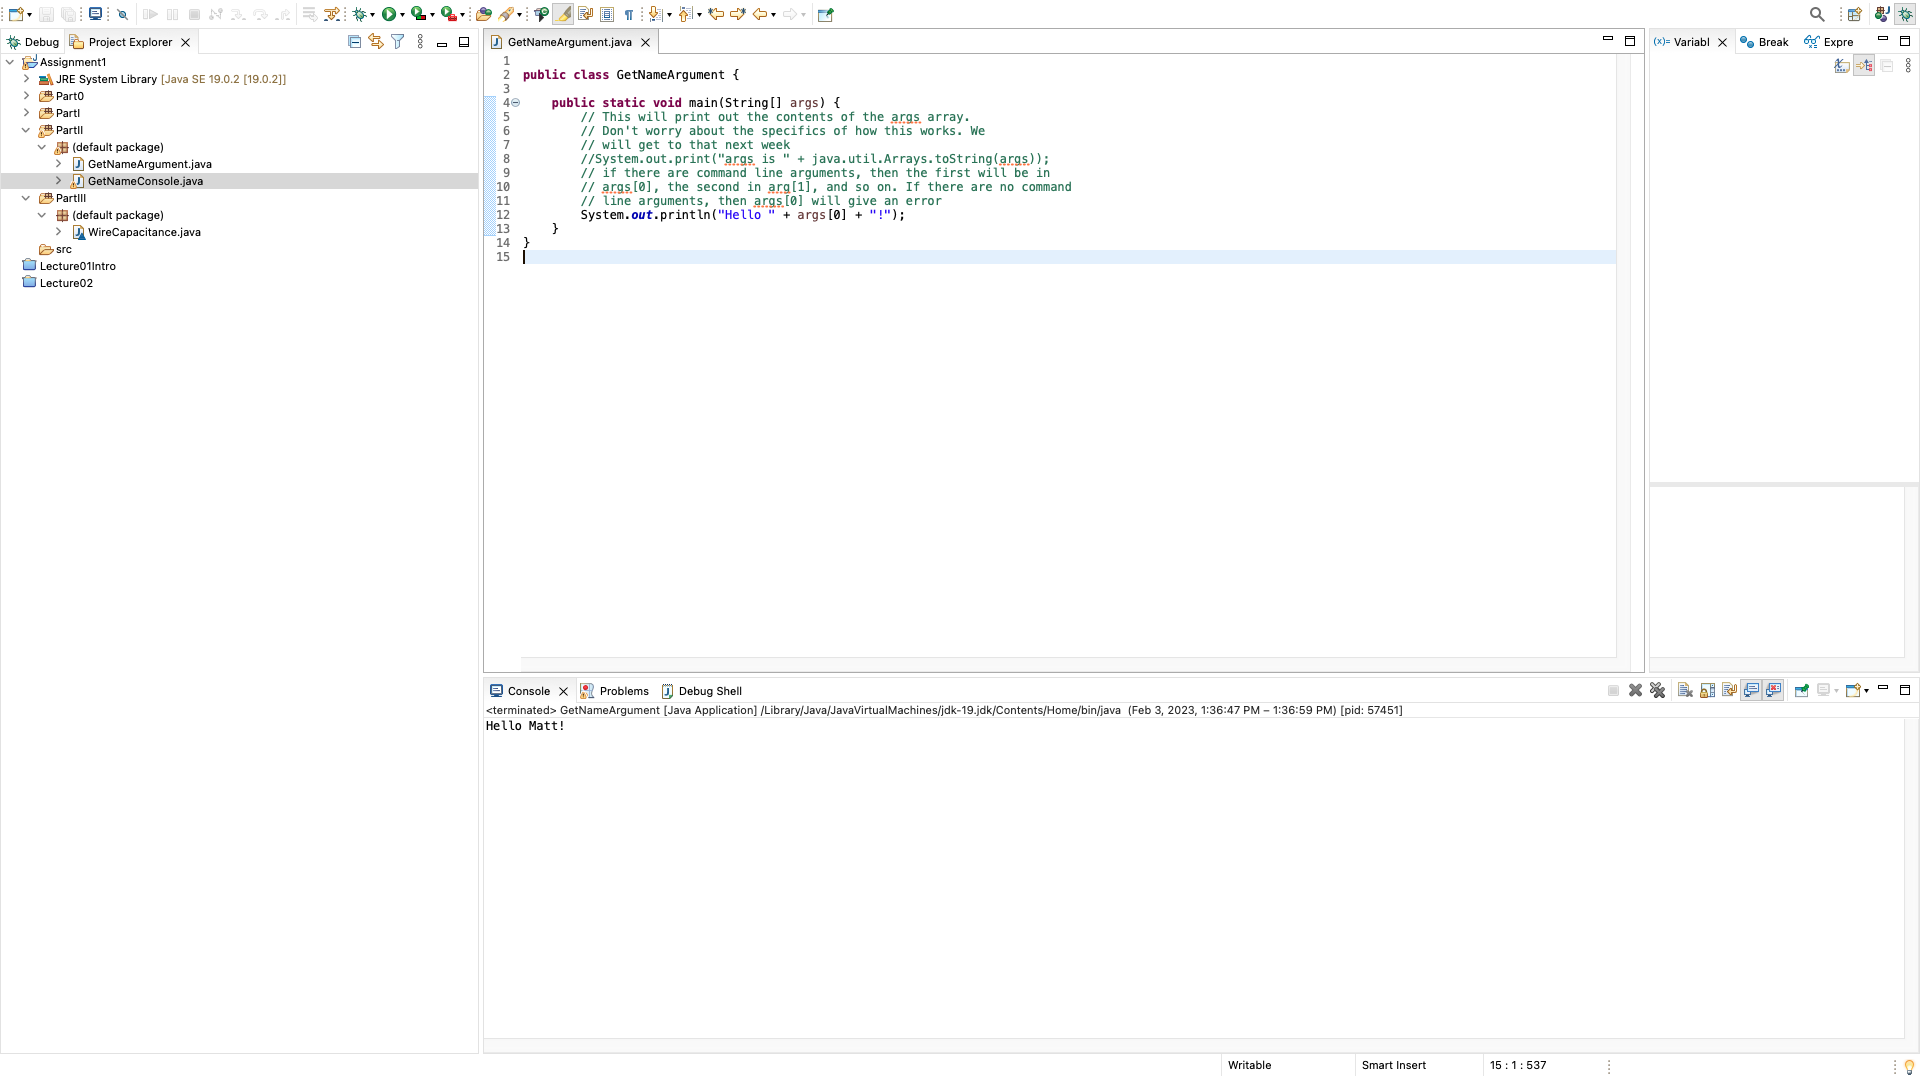 Debug
Project Explorer
Assignment1
JRE System Library [Java SE 19.0.2 [19.0.2]]
Part0
PartI
PartII
(default package)
GetNameArgument.java
GetNameConsole.java
PartIII
(default package)
WireCapacitance.java
src
Lecture01Intro
Lecture02
GetNameArgument.java
1
2 public class GetNameArgument {
3
4     public static void main(String[] args) {
5         // This will print out the contents of the args array.
6         // Don't worry about the specifics of how this works. We
7         // will get to that next week
8         //System.out.print("args is " + java.util.Arrays.toString(args));
9         // if there are command line arguments, then the first will be in
10         // args[0], the second in arg[1], and so on. If there are no command
11         // line arguments, then args[0] will give an error
12         System.out.println("Hello " + args[0] + "!");
13     }
14 }
15
(x)= Variabl
Break
Expre
Console
Problems
Debug Shell
<terminated> GetNameArgument [Java Application] /Library/Java/JavaVirtualMachines/jdk-19.jdk/Contents/Home/bin/java  (Feb 3, 2023, 1:36:47 PM – 1:36:59 PM) [pid: 57451]
Hello Matt!
Writable
Smart Insert
15 : 1 : 537